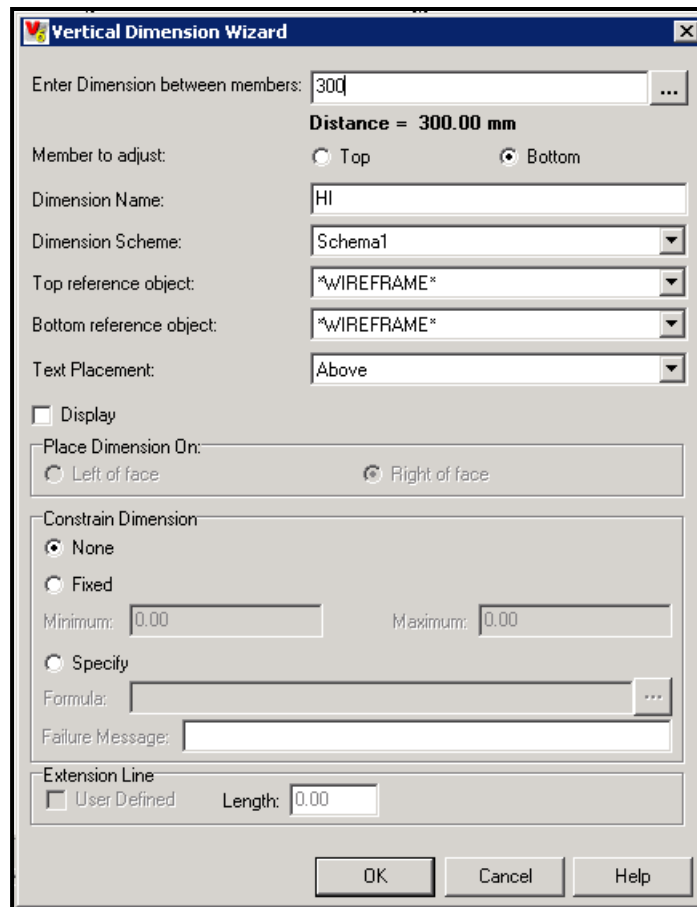 Vertical Dimension Wizard
Enter Dimension between members: 300 ...
Distance = 300.00 mm
Member to adjust: Top Bottom
Dimension Name: HI
Dimension Scheme: Schema1
Top reference object: *WIREFRAME*
Bottom reference object: *WIREFRAME*
Text Placement: Above
Display
Place Dimension On:
Left of face Right of face
Constrain Dimension
None
Fixed
Minimum: 0.00 Maximum: 0.00
Specify
Formula: ...
Failure Message:
Extension Line
User Defined Length: 0.00
OK Cancel Help